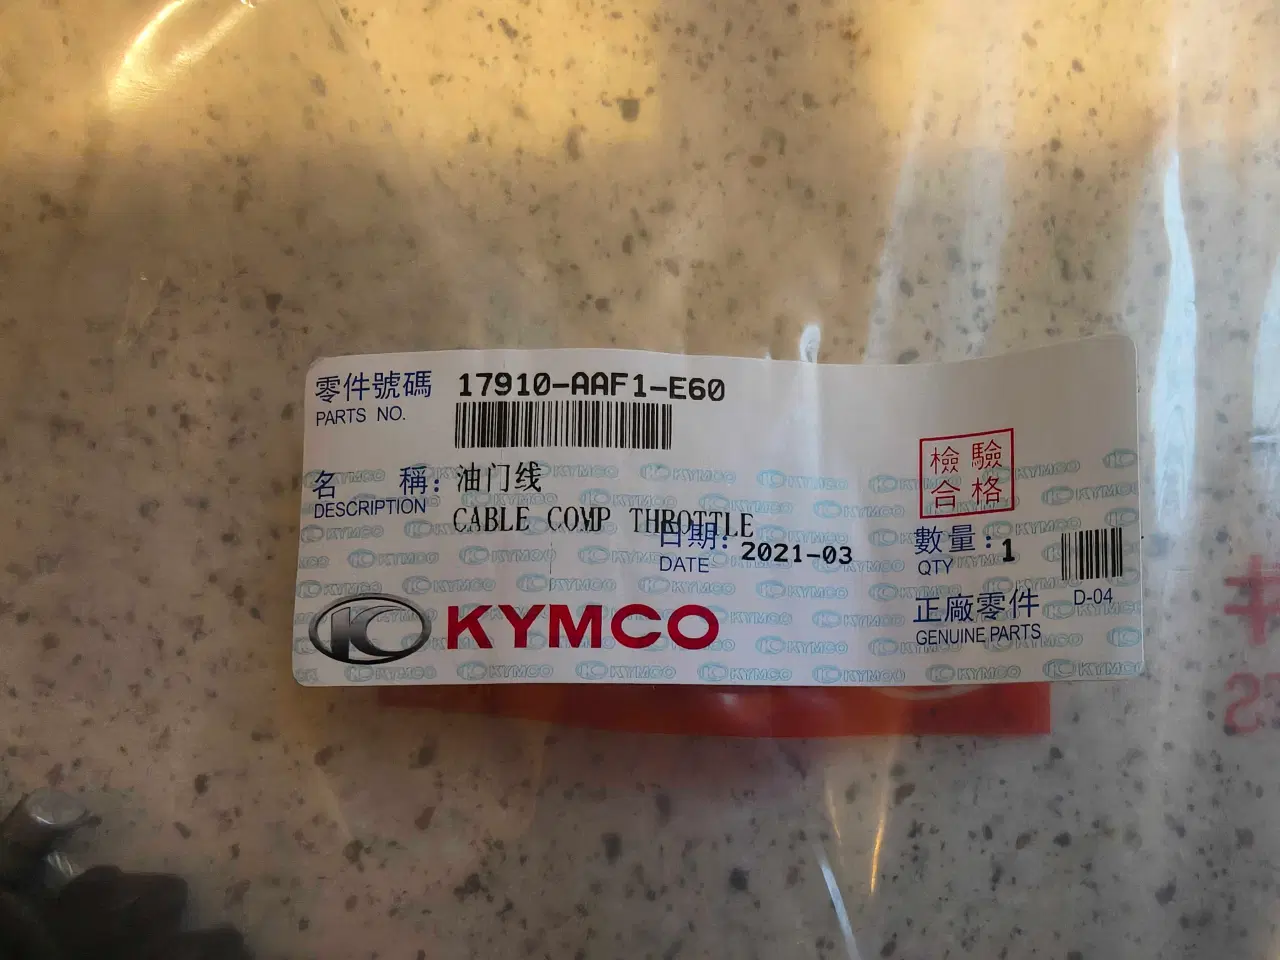 零件號碼 17910-AAF1-E60
PARTS NO.
名 稱: 油门线
DESCRIPTION CABLE COMP THROTTLE
日期: 2021-03
DATE
檢驗
合格
數量: 1
QTY
D-04
KYMCO
正廠零件
GENUINE PARTS